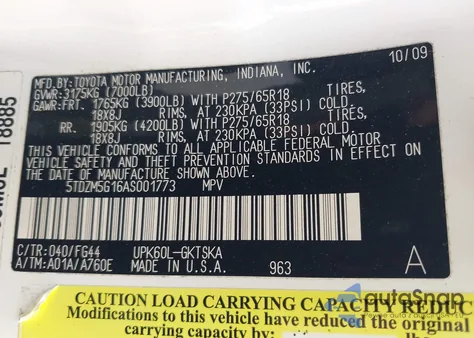 18885
10/09
MFD.BY:TOYOTA MOTOR MANUFACTURING, INDIANA, INC.
GVWR:3175KG (7000LB)
GAWR:FRT. 1765KG (3900LB)WITH P275/65R18 TIRES,
18X8J RIMS, AT 230KPA (33PSI) COLD
RR. 1905KG (4200LB)WITH P275/65R18 TIRES,
18X8J RIMS, AT 230KPA (33PSI) COLD
THIS VEHICLE CONFORMS TO ALL APPLICABLE FEDERAL MOTOR
VEHICLE SAFETY AND THEFT PREVENTION STANDARDS IN EFFECT ON
THE DATE OF MANUFACTURE SHOWN ABOVE.
5TDZM5G16AS001773 MPV
C/TR:040/FG44 UPK60L-GKTSKA
A/TM:A01A/A760E MADE IN U.S.A. 963 A
CAUTION LOAD CARRYING CAPACITY REDUC
Modifications to this vehicle have reduced the original
carrying capacity by:
autoSnap